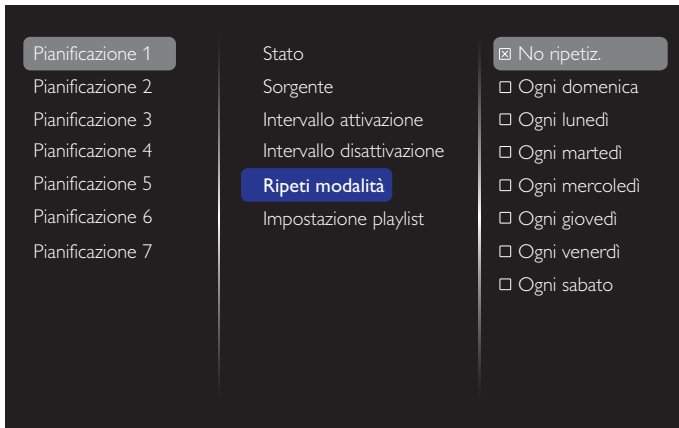 Pianificazione 1
Pianificazione 2
Pianificazione 3
Pianificazione 4
Pianificazione 5
Pianificazione 6
Pianificazione 7
Stato
Sorgente
Intervallo attivazione
Intervallo disattivazione
Ripeti modalità
Impostazione playlist
No ripetiz.
Ogni domenica
Ogni lunedì
Ogni martedì
Ogni mercoledì
Ogni giovedì
Ogni venerdì
Ogni sabato